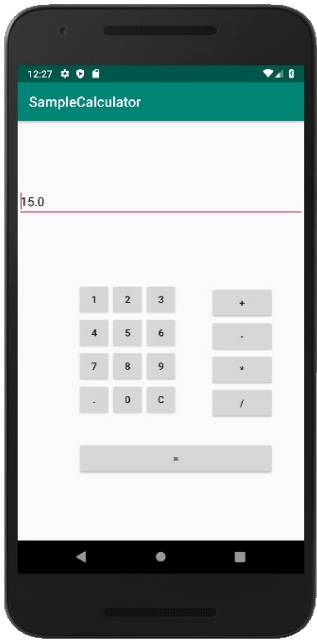 12:27
SampleCalculator
15.0
1 2 3 +
4 5 6 -
7 8 9 *
. 0 C /
=